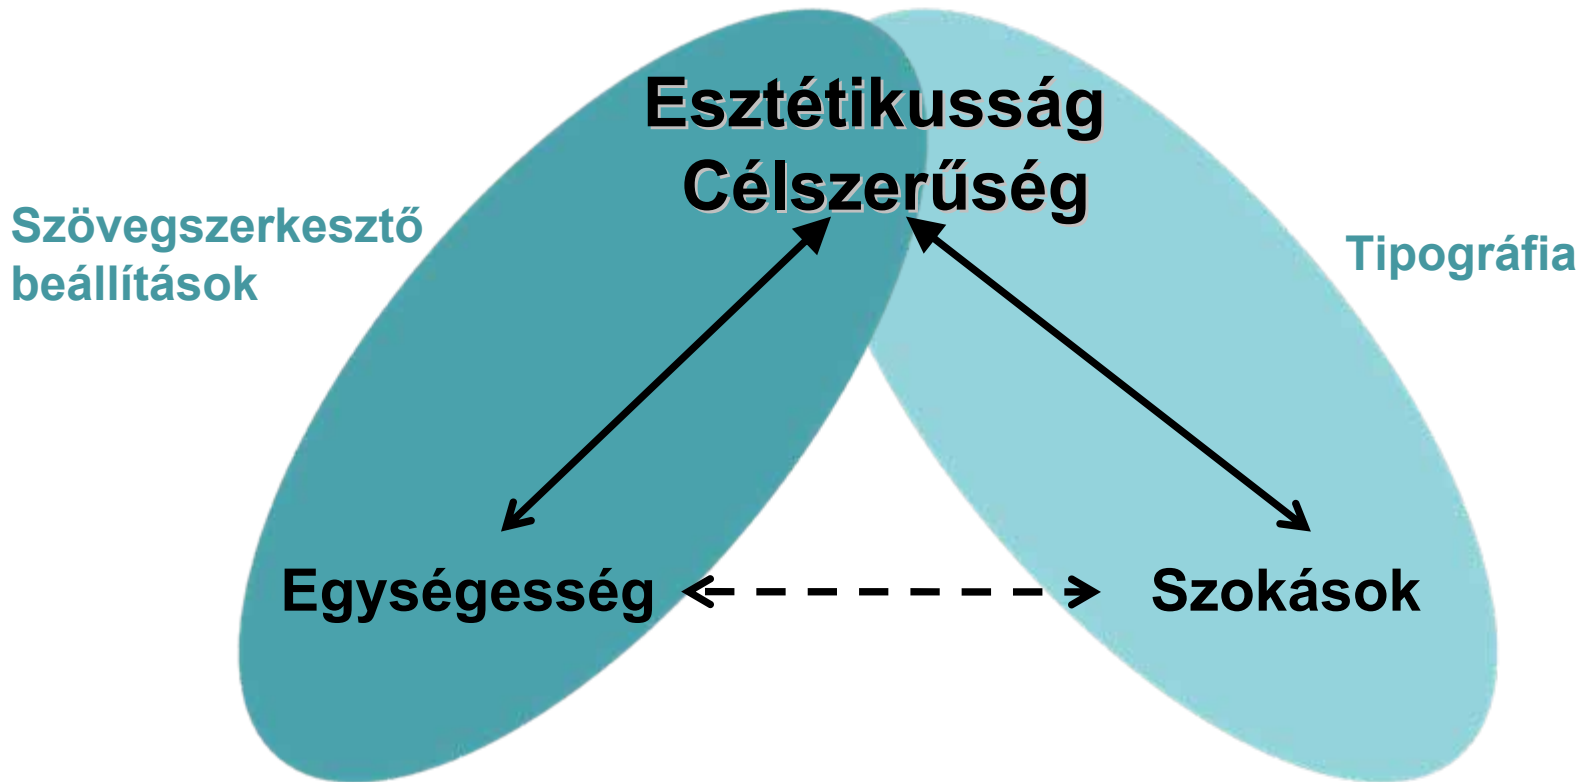 Esztétikusság
Célszerűség
Szövegszerkesztő
beállítások
Tipográfia
Egységesség
Szokások